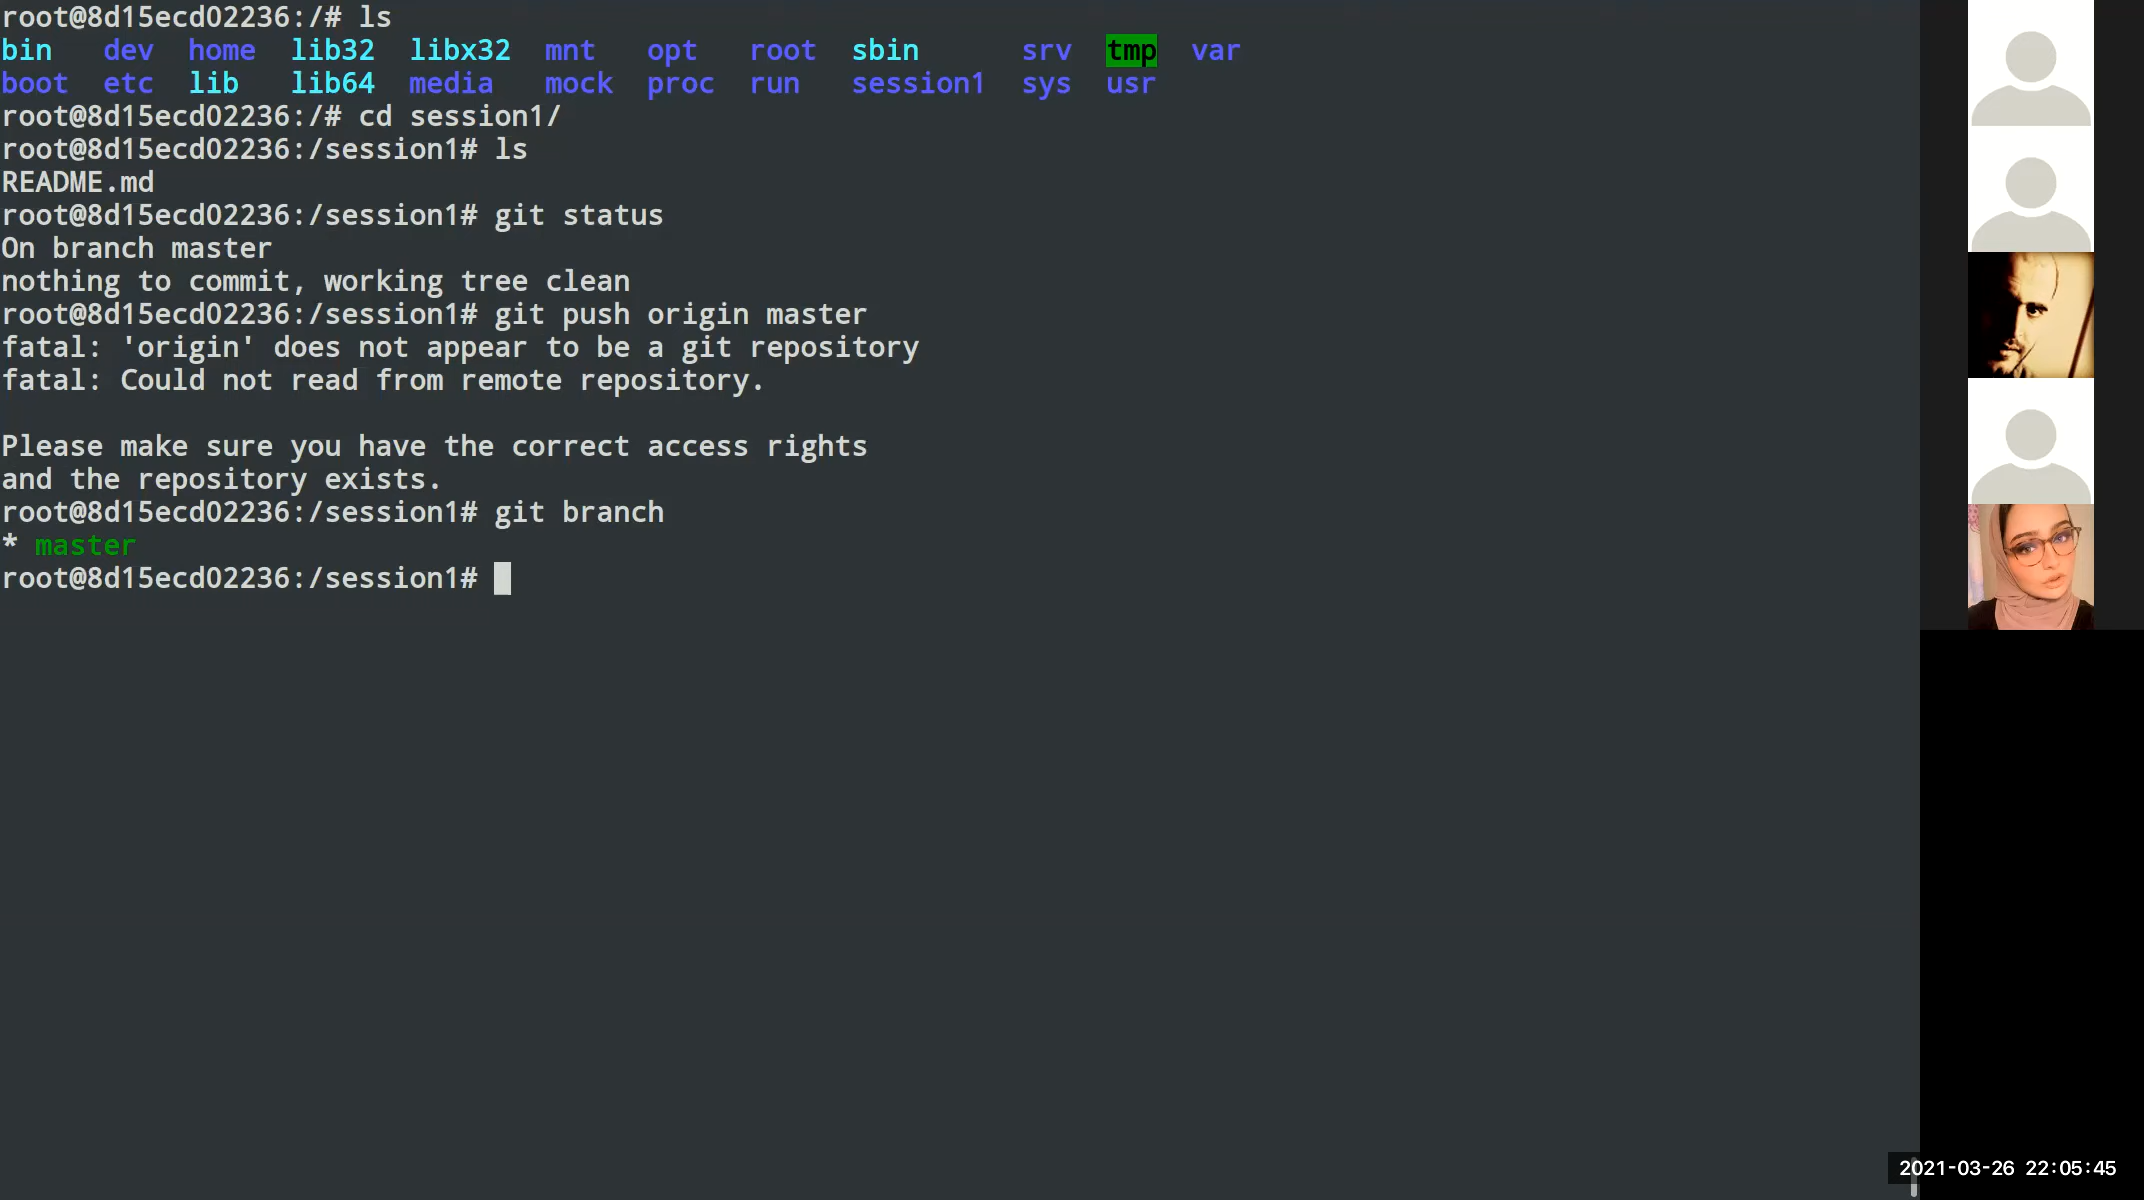 root@8d15ecd02236:/# ls
bin   dev  home  lib32  libx32  mnt   opt   root  sbin      srv  tmp  var
boot  etc  lib   lib64  media   mock  proc  run   session1  sys  usr
root@8d15ecd02236:/# cd session1/
root@8d15ecd02236:/session1# ls
README.md
root@8d15ecd02236:/session1# git status
On branch master
nothing to commit, working tree clean
root@8d15ecd02236:/session1# git push origin master
fatal: 'origin' does not appear to be a git repository
fatal: Could not read from remote repository.
Please make sure you have the correct access rights
and the repository exists.
root@8d15ecd02236:/session1# git branch
* master
root@8d15ecd02236:/session1#
2021-03-26 22:05:45